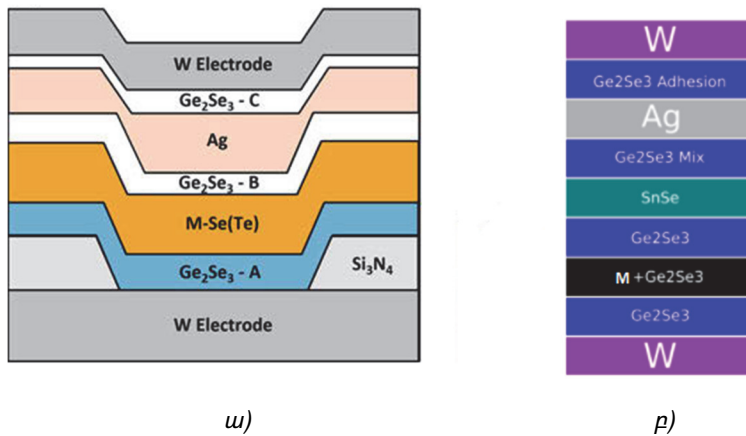 W Electrode
Ge₂Se₃ - C
Ag
Ge₂Se₃ - B
M-Se(Te)
Ge₂Se₃ - A
Si₃N₄
W Electrode
ա)
W
Ge2Se3 Adhesion
Ag
Ge2Se3 Mix
SnSe
Ge2Se3
M +Ge2Se3
Ge2Se3
W
բ)